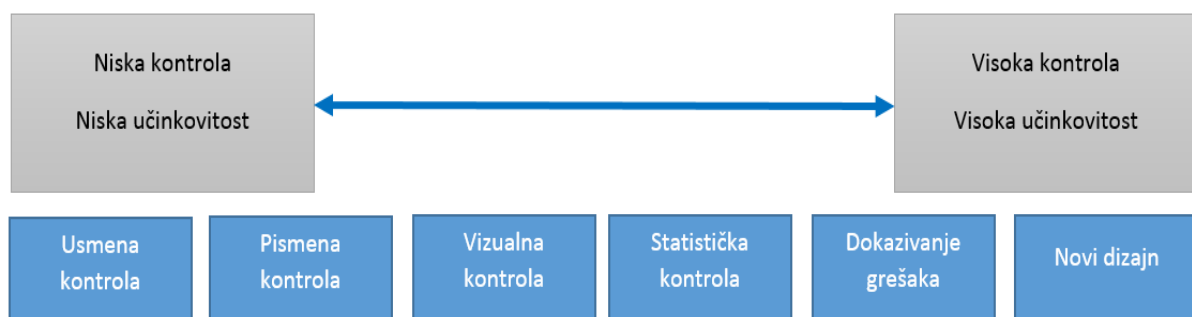 Niska kontrola
Niska učinkovitost
Visoka kontrola
Visoka učinkovitost
Usmena
kontrola
Pismena
kontrola
Vizualna
kontrola
Statistička
kontrola
Dokazivanje
grešaka
Novi dizajn